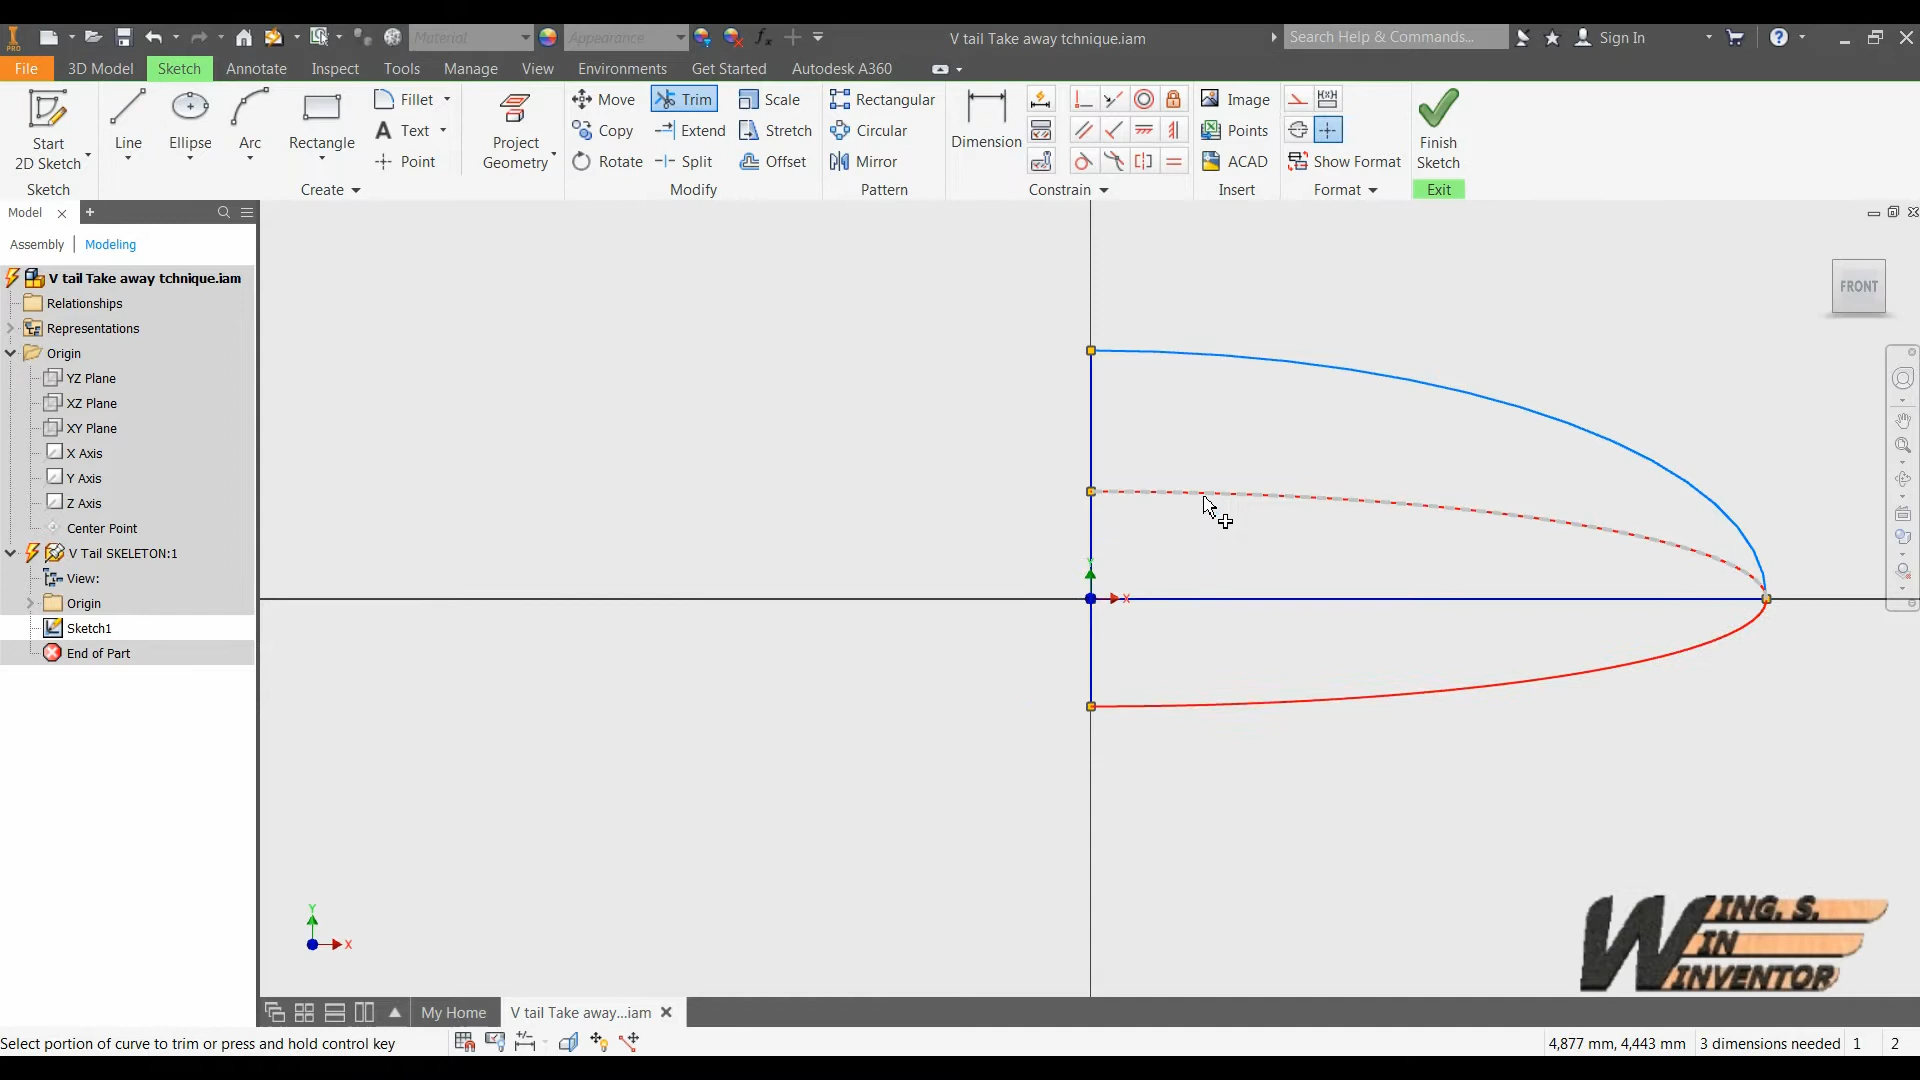 PRO
Material
Appearance
V tail Take away tchnique.iam
Search Help & Commands...
Sign In
File
3D Model
Sketch
Annotate
Inspect
Tools
Manage
View
Environments
Get Started
Autodesk A360
Start
2D Sketch
Line
Ellipse
Arc
Rectangle
Fillet
Text
Point
Project
Geometry
Move
Trim
Scale
Copy
Extend
Stretch
Rotate
Split
Offset
Rectangular
Circular
Mirror
Dimension
Image
Points
ACAD
Show Format
Finish
Sketch
Sketch
Create
Modify
Pattern
Constrain
Insert
Format
Exit
Model
Assembly
Modeling
V tail Take away tchnique.iam
Relationships
Representations
Origin
YZ Plane
XZ Plane
XY Plane
X Axis
Y Axis
Z Axis
Center Point
V Tail SKELETON:1
View:
Origin
Sketch1
End of Part
FRONT
Y
X
Y
X
WING. S.
IN
INVENTOR
My Home
V tail Take away...iam
Select portion of curve to trim or press and hold control key
4,877 mm, 4,443 mm
3 dimensions needed
1
2